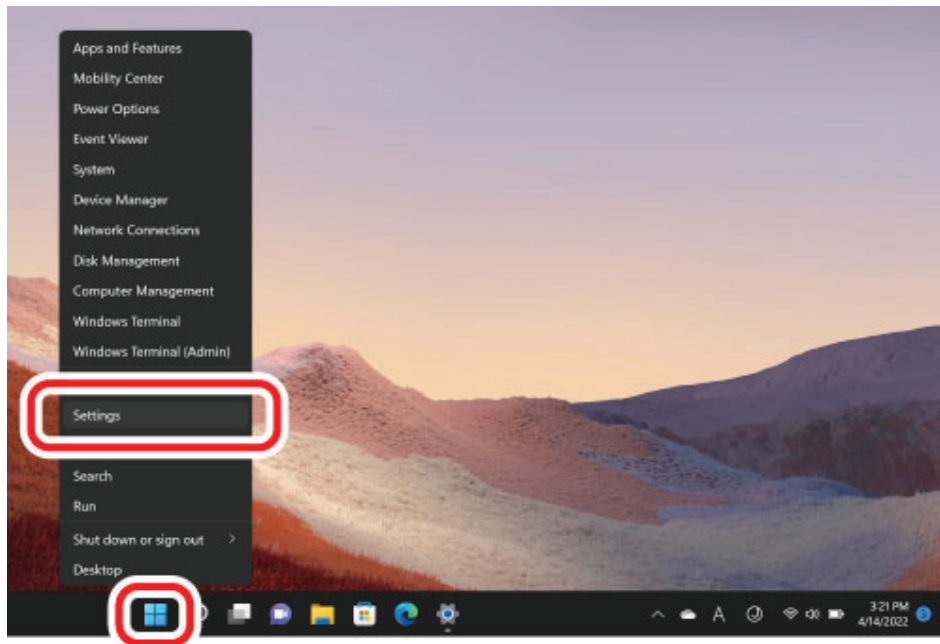 Apps and Features
Mobility Center
Power Options
Event Viewer
System
Device Manager
Network Connections
Disk Management
Computer Management
Windows Terminal
Windows Terminal (Admin)
Settings
Search
Run
Shut down or sign out
Desktop
A
3:21 PM
4/14/2022
3